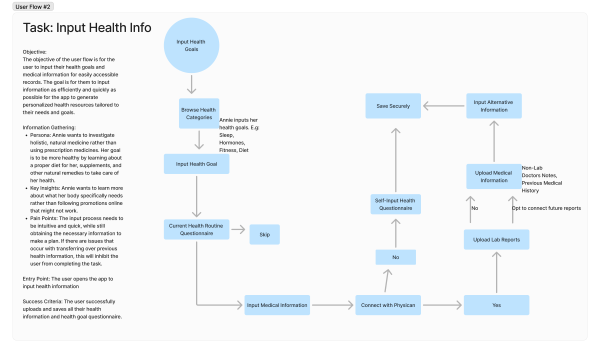 User Flow #2
Task: Input Health Info
Objective:
The objective of the user flow is for the
user to input their health goals and
medical information for easily accessible
records. The goal is for them to input
information as efficiently and quickly as
possible for the app to generate
personalized health resources tailored to
their needs and goals.
Information Gathering:
• Persona: Annie wants to investigate
holistic, natural medicine rather than
using prescription medicines. Her goal
is to be more healthy by learning about
a proper diet for her, supplements, and
other natural remedies to take care of
her health.
• Key Insights: Annie wants to learn more
about what her body specifically needs
rather than following promotions online
that might not work.
• Pain Points: The input process needs to
be intuitive and quick, while still
obtaining the necessary information to
make a plan. If there are issues that
occur with transferring over previous
health information, this will inhibit the
user from completing the task.
Entry Point: The user opens the app to
input health information
Success Criteria: The user successfully
uploads and saves all their health
information and health goal questionnaire.
Input Health
Goals
Browse Health
Categories
Annie inputs her
health goals. E.g:
Sleep,
Hormones,
Fitness, Diet
Input Health Goal
Current Health Routine
Questionnaire
Skip
Input Medical Information
Connect with Physican
No
Self-Input Health
Questionnaire
Save Securely
Yes
Upload Lab Reports
No
Opt to connect future reports
Upload Medical
Information
Non-Lab
Doctors Notes,
Previous Medical
History
Input Alternative
Information